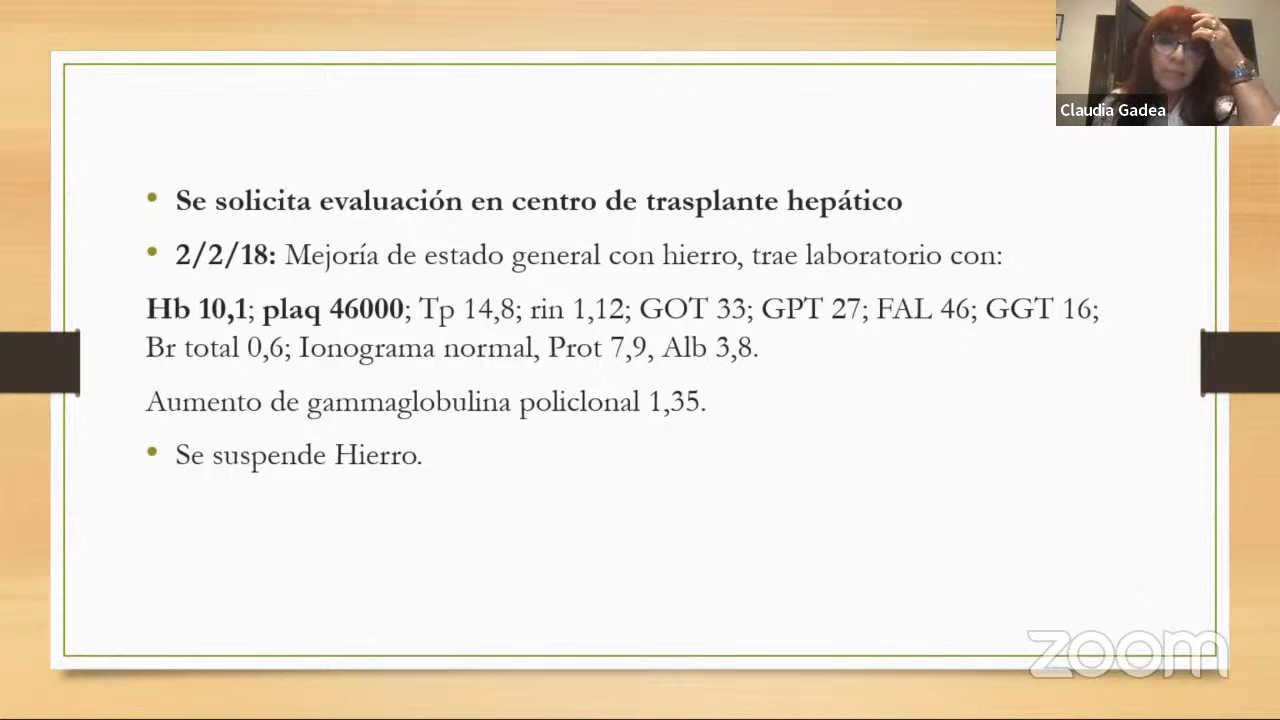 Claudia Gadea
• Se solicita evaluación en centro de trasplante hepático
• 2/2/18: Mejoría de estado general con hierro, trae laboratorio con:
Hb 10,1; plaq 46000; Tp 14,8; rin 1,12; GOT 33; GPT 27; FAL 46; GGT 16;
Br total 0,6; Ionograma normal, Prot 7,9, Alb 3,8.
Aumento de gammaglobulina policlonal 1,35.
• Se suspende Hierro.
zoom